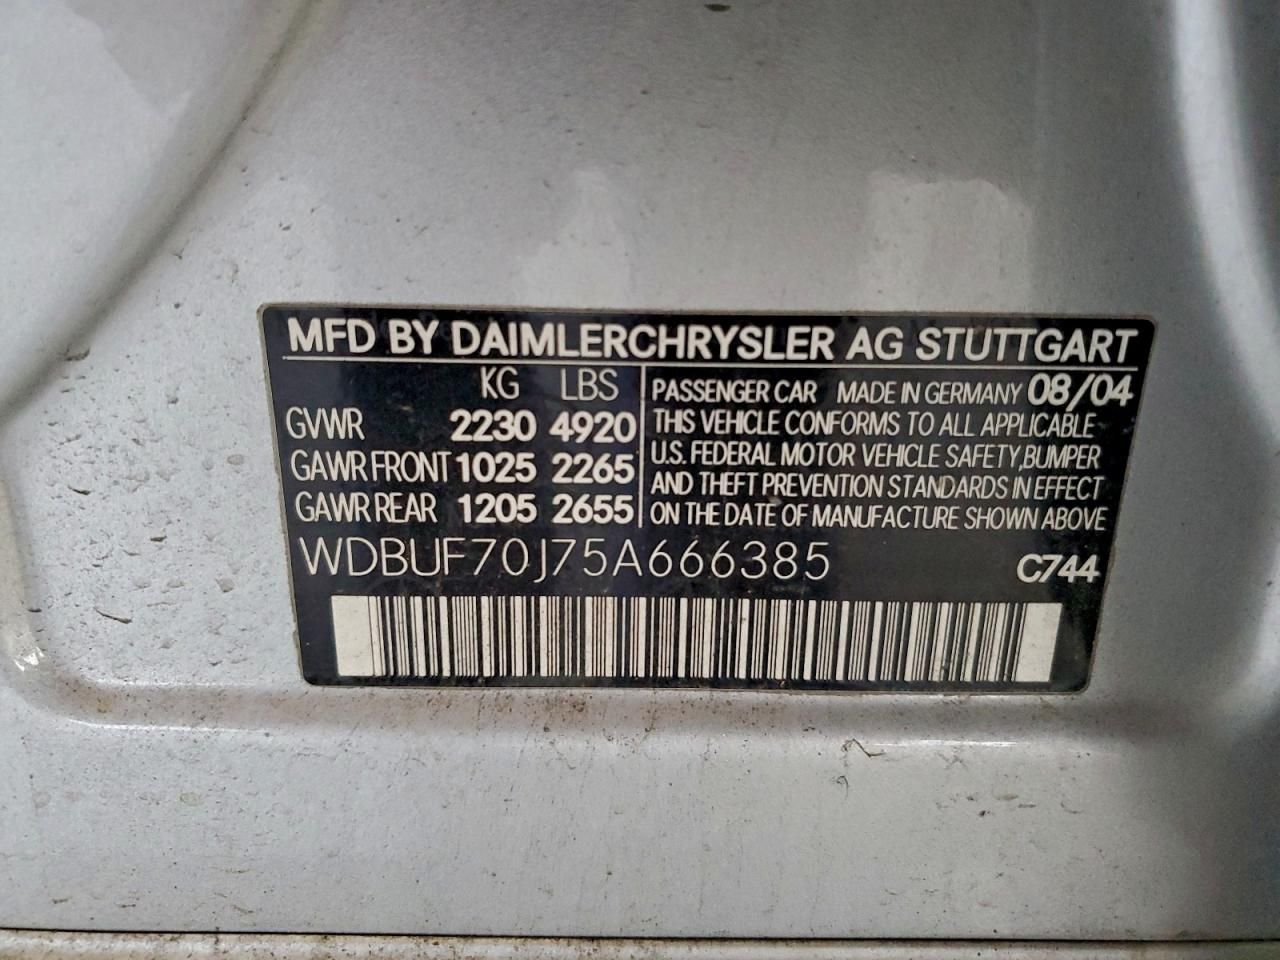 MFD BY DAIMLERCHRYSLER AG STUTTGART
KG LBS
GVWR 2230 4920
GAWR FRONT 1025 2265
GAWR REAR 1205 2655
PASSENGER CAR MADE IN GERMANY 08/04
THIS VEHICLE CONFORMS TO ALL APPLICABLE
U.S. FEDERAL MOTOR VEHICLE SAFETY,BUMPER
AND THEFT PREVENTION STANDARDS IN EFFECT
ON THE DATE OF MANUFACTURE SHOWN ABOVE
WDBUF70J75A666385 C744